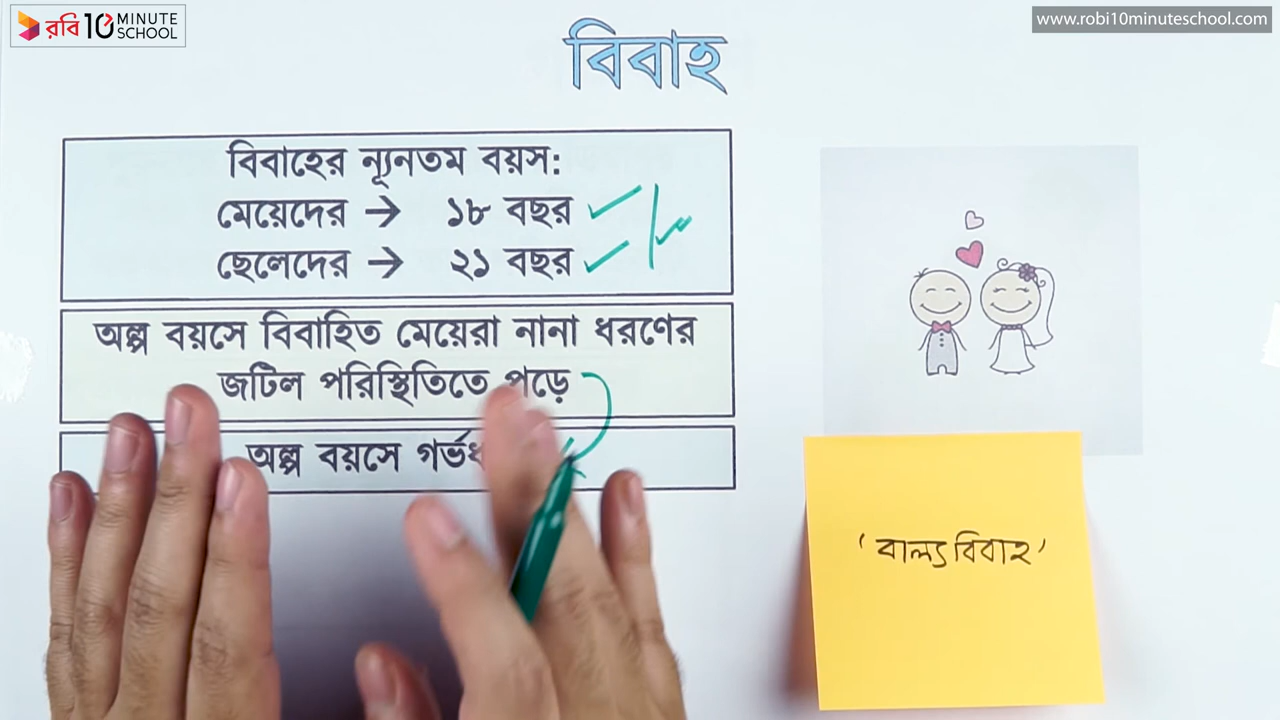 রবি 10 MINUTE SCHOOL
www.robi10minuteschool.com
বিবাহ
বিবাহের ন্যূনতম বয়স:
মেয়েদের → ১৮ বছর
ছেলেদের → ২১ বছর
অল্প বয়সে বিবাহিত মেয়েরা নানা ধরণের
জটিল পরিস্থিতিতে পড়ে
অল্প বয়সে
'বাল্যবিবাহ'